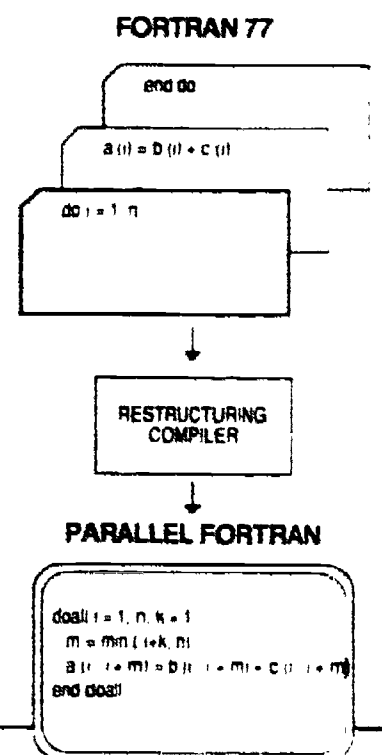 FORTRAN 77
end do
a (i) = b (i) + c (i)
do i = 1, n
RESTRUCTURING
COMPILER
PARALLEL FORTRAN
doall i = 1, n, k + 1
m = min ( i+k, n)
a (i : i + m) = b (i : i + m) + c (i : i + m)
end doall